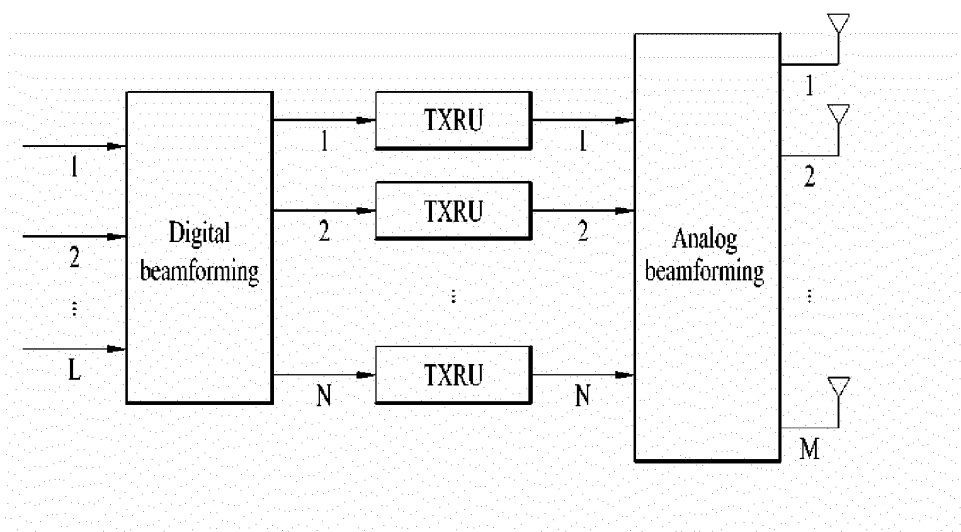 1
2
⋮
L
Digital
beamforming
1
2
N
TXRU
TXRU
⋮
TXRU
1
2
N
Analog
beamforming
1
2
⋮
M